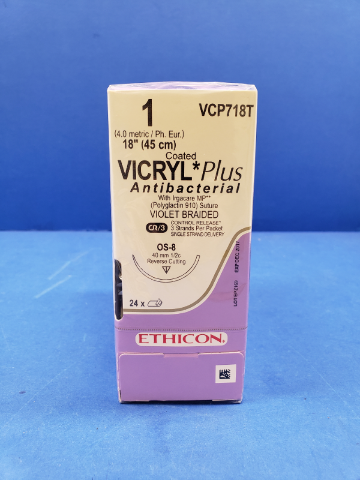 1
VCP718T
(4.0 metric / Ph. Eur.)
18" (45 cm)
Coated
VICRYL* Plus
Antibacterial
With Irgacare MP**
(Polyglactin 910) Suture
VIOLET BRAIDED
CR/3
CONTROL RELEASE*
3 Strands Per Packet
SINGLE STRAND DELIVERY
OS-8
40 mm 1/2c
Reverse Cutting
24 x
ETHICON